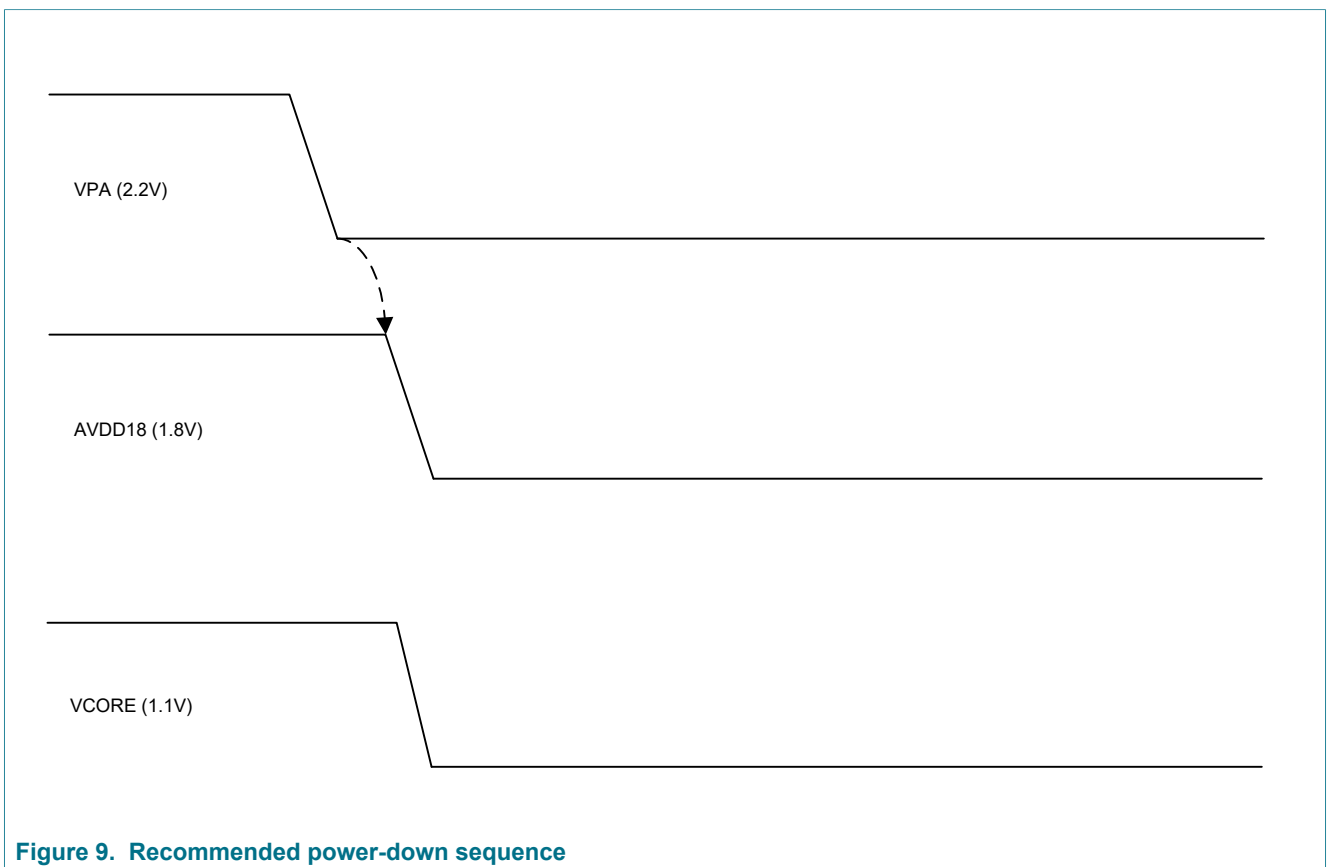 VPA (2.2V)
AVDD18 (1.8V)
VCORE (1.1V)
Figure 9. Recommended power-down sequence